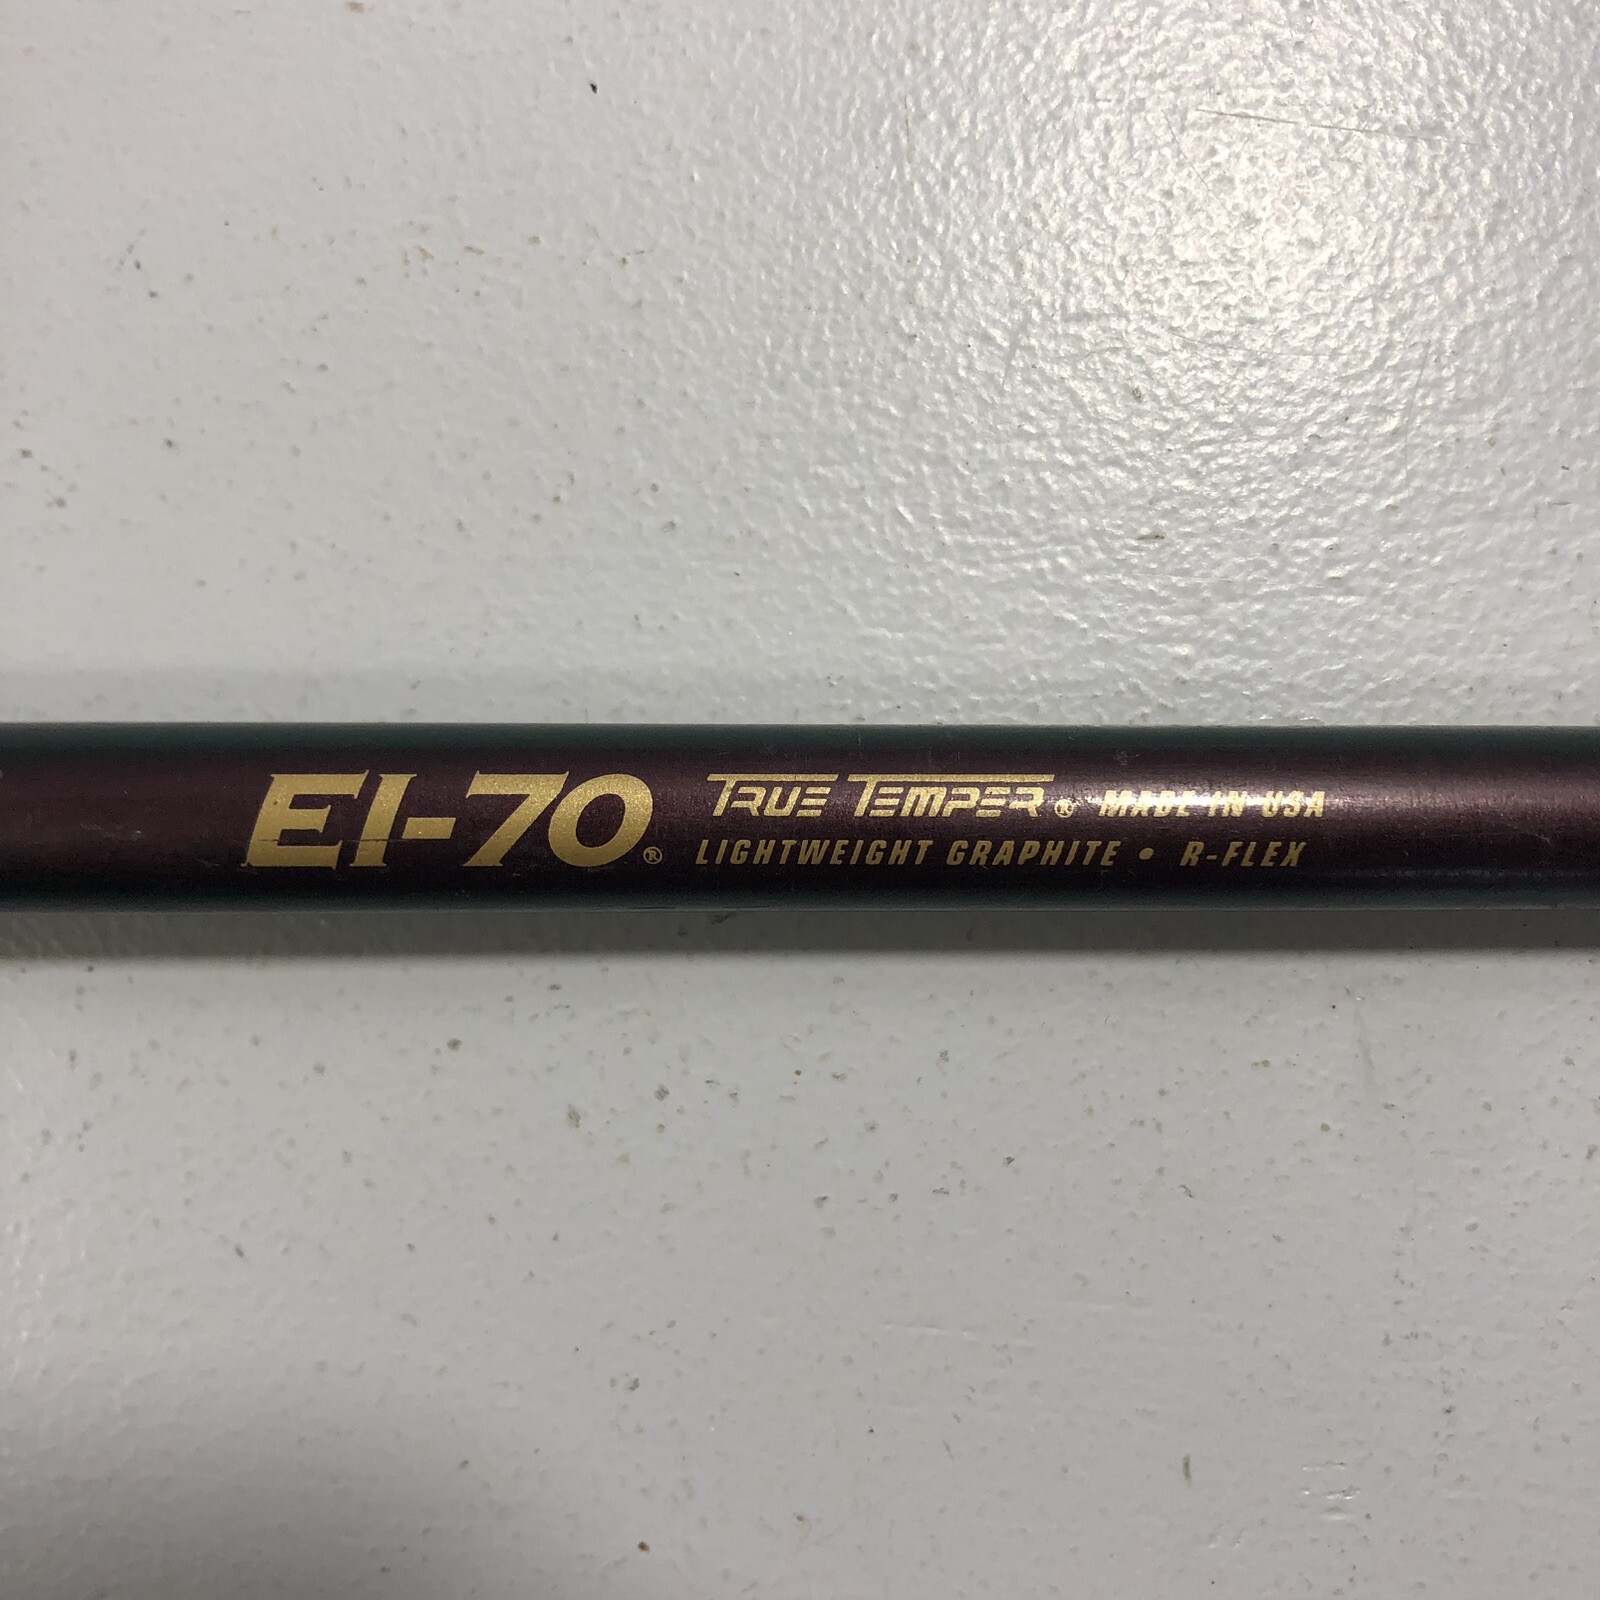 EI-70® TRUE TEMPER® MADE IN USA
LIGHTWEIGHT GRAPHITE • R-FLEX